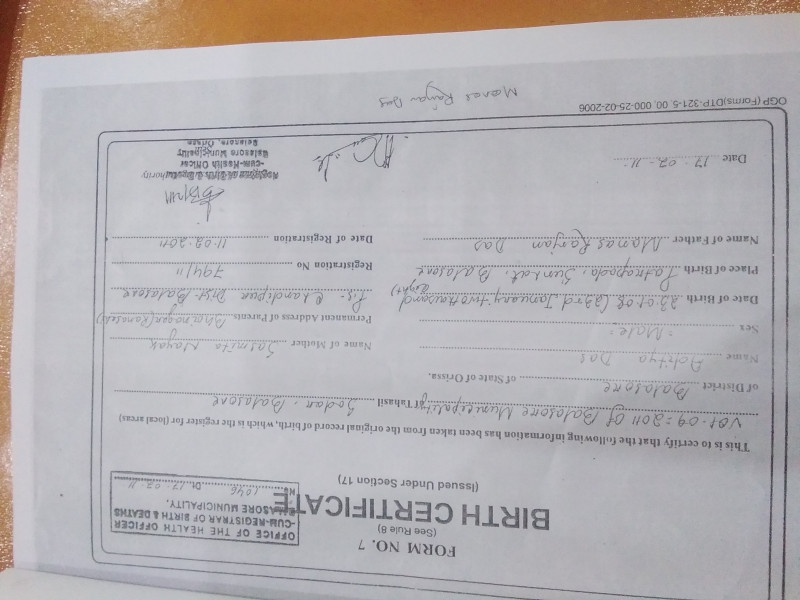 FORM NO. 7
(See Rule 8)
BIRTH CERTIFICATE
(Issued Under Section 17)
OFFICE OF THE HEALTH OFFICER
-CUM-REGISTRAR OF BIRTH & DEATHS
BALASORE MUNICIPALITY.
No. 1046 Dt. 17.02.11
This is to certify that the following information has been taken from the original record of birth, which is the register for (local area)
Vol.09=2011 Of Balasore Municipality of Tahasil Sadar, Balasore
of District Balasore of State of Orissa.
Name Aditya Das
Name of Mother Sasmita Nayak
Sex Male
Permanent Address of Parents
Date of Birth 23.01.08 (23rd January two thousand eight)
P.S. Chandipur Dist. Balasore
Place of Birth Patrapada, Sunhat, Balasore
Registration No 794/11
Name of Father Manas Ranjan Das
Date of Registration 11.02.2011
Date 17.02.11
-cum-Health Officer
Balasore Municipality
Balasore, Orissa
OGP (Forms)DTP-321-5, 00, 000-25-02-2006
Manas Ranjan Das